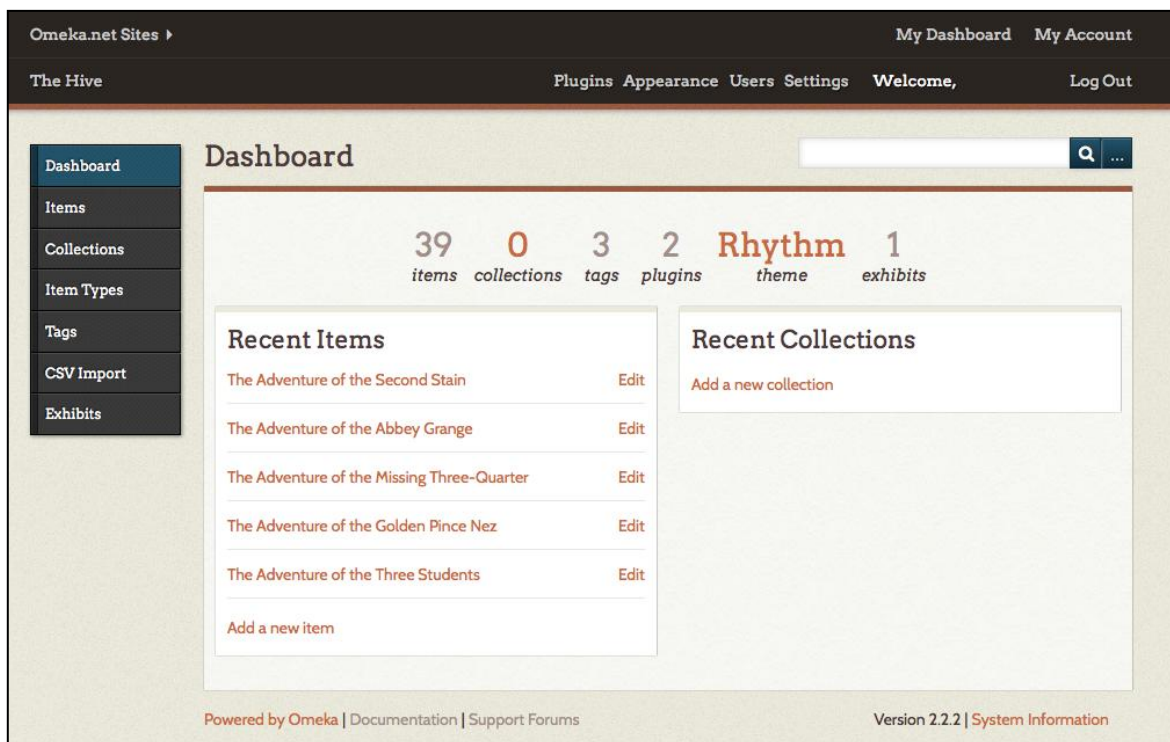 Omeka.net Sites My Dashboard My Account
The Hive Plugins Appearance Users Settings Welcome, Log Out
Dashboard
Items
Collections
Item Types
Tags
CSV Import
Exhibits
Dashboard
...
39 0 3 2 Rhythm 1
items collections tags plugins theme exhibits
Recent Items
The Adventure of the Second Stain Edit
The Adventure of the Abbey Grange Edit
The Adventure of the Missing Three-Quarter Edit
The Adventure of the Golden Pince Nez Edit
The Adventure of the Three Students Edit
Add a new item
Recent Collections
Add a new collection
Powered by Omeka | Documentation | Support Forums Version 2.2.2 | System Information